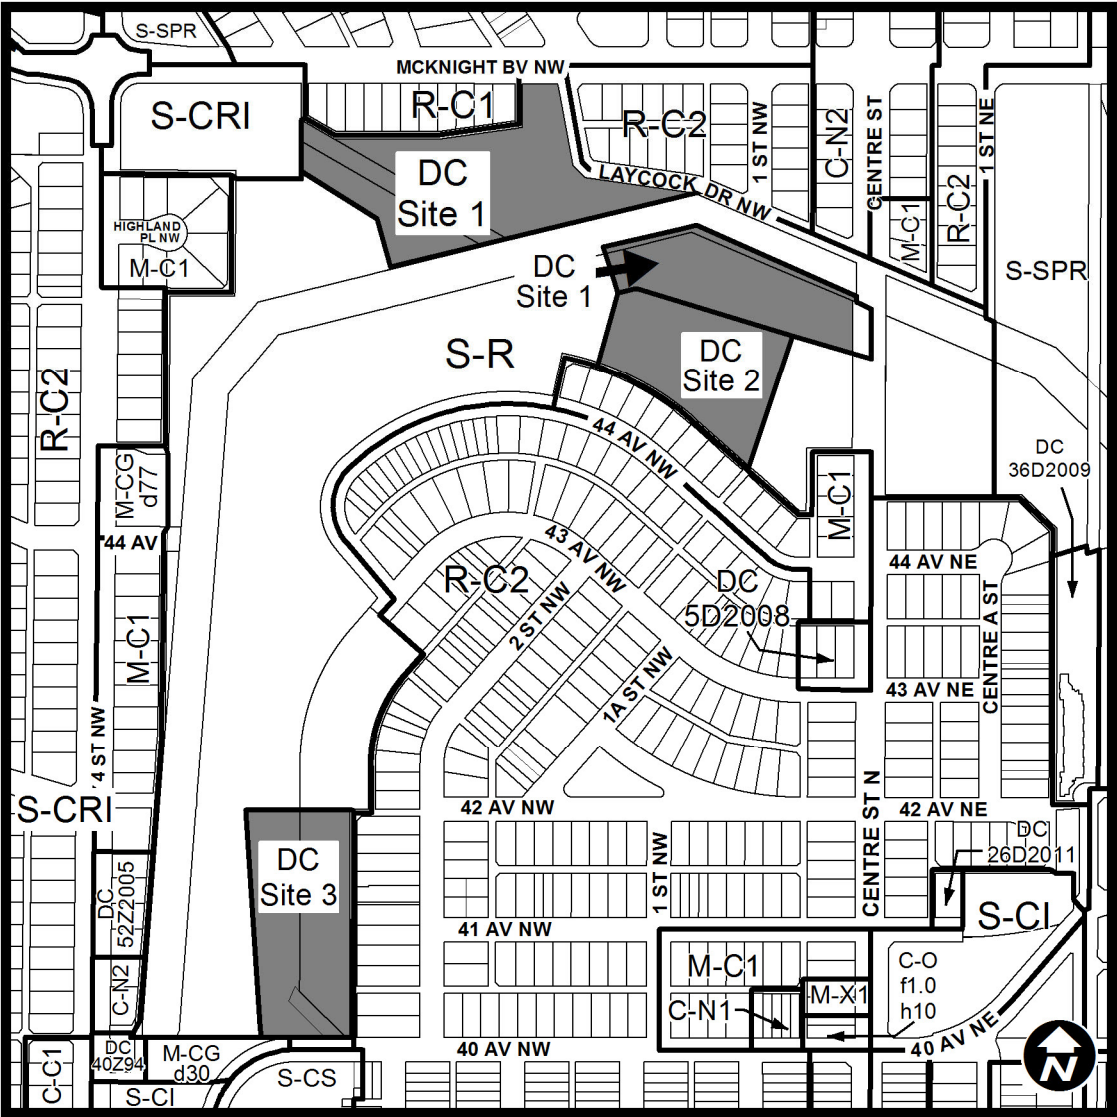 S-SPR
MCKNIGHT BV NW
S-CRI
R-C1
R-C2
1 ST NW
C-N2
CENTRE ST
1 ST NE
DC
Site 1
LAYCOCK DR NW
M-C1
R-C2
HIGHLAND
PL NW
M-C1
DC
Site 1
S-SPR
S-R
DC
Site 2
R-C2
44 AV NW
M-CG
d77
M-C1
DC
36D2009
44 AV
43 AV NW
44 AV NE
R-C2
2 ST NW
DC
5D2008
CENTRE A ST
M-C1
1A ST NW
43 AV NE
4 ST NW
S-CRI
42 AV NW
CENTRE ST N
42 AV NE
DC
26D2011
DC
Site 3
1 ST NW
DC
52Z2005
41 AV NW
S-CI
M-C1
C-O
f1.0
h10
C-N2
M-X1
C-N1
40 AV NE
DC
40Z94
M-CG
d30
40 AV NW
C-C1
S-CS
S-CI
N